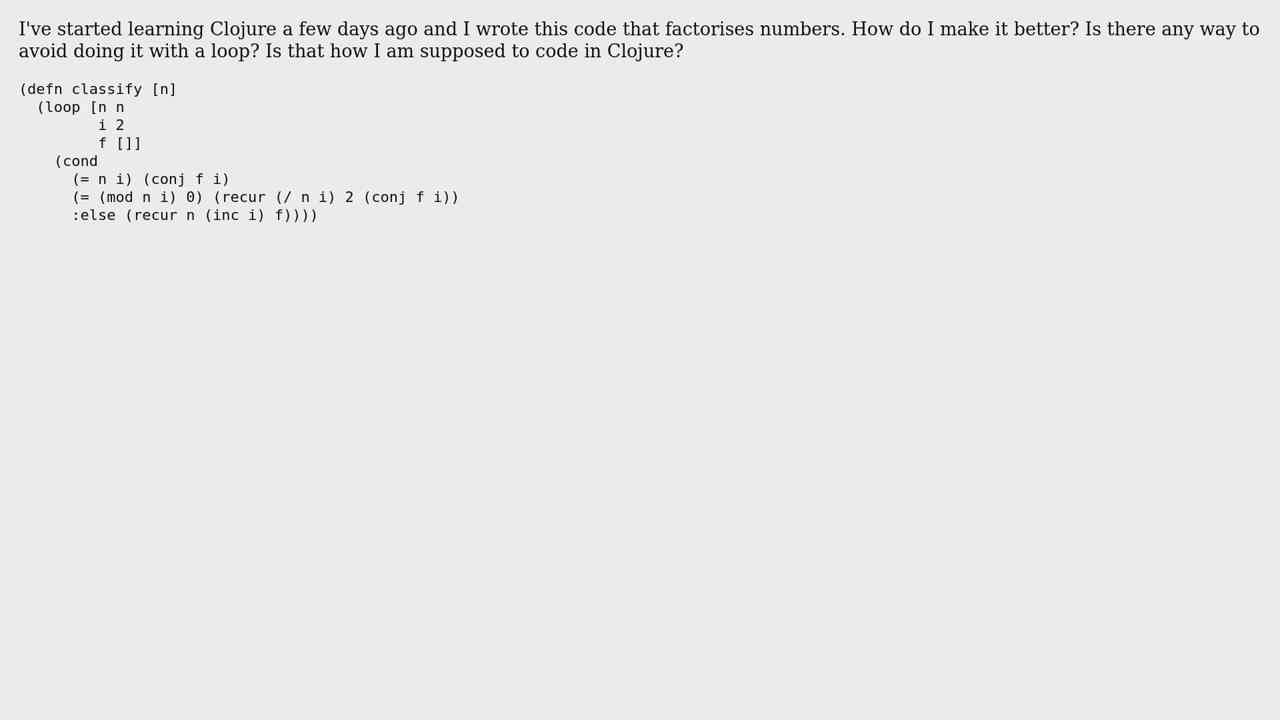 I've started learning Clojure a few days ago and I wrote this code that factorises numbers. How do I make it better? Is there any way to
avoid doing it with a loop? Is that how I am supposed to code in Clojure?
(defn classify [n]
  (loop [n n
         i 2
         f []]
    (cond
      (= n i) (conj f i)
      (= (mod n i) 0) (recur (/ n i) 2 (conj f i))
      :else (recur n (inc i) f))))